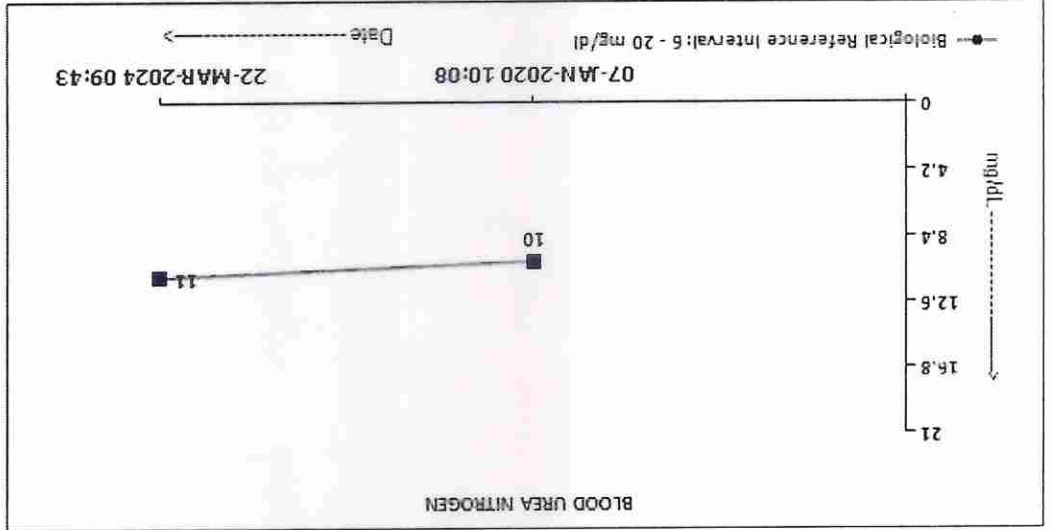 BLOOD UREA NITROGEN
21
16.8
12.6
8.4
4.2
0
mg/dL
10
11
07-JAN-2020 10:08
22-MAR-2024 09:43
Biological Reference Interval: 6 - 20 mg/dl
Date